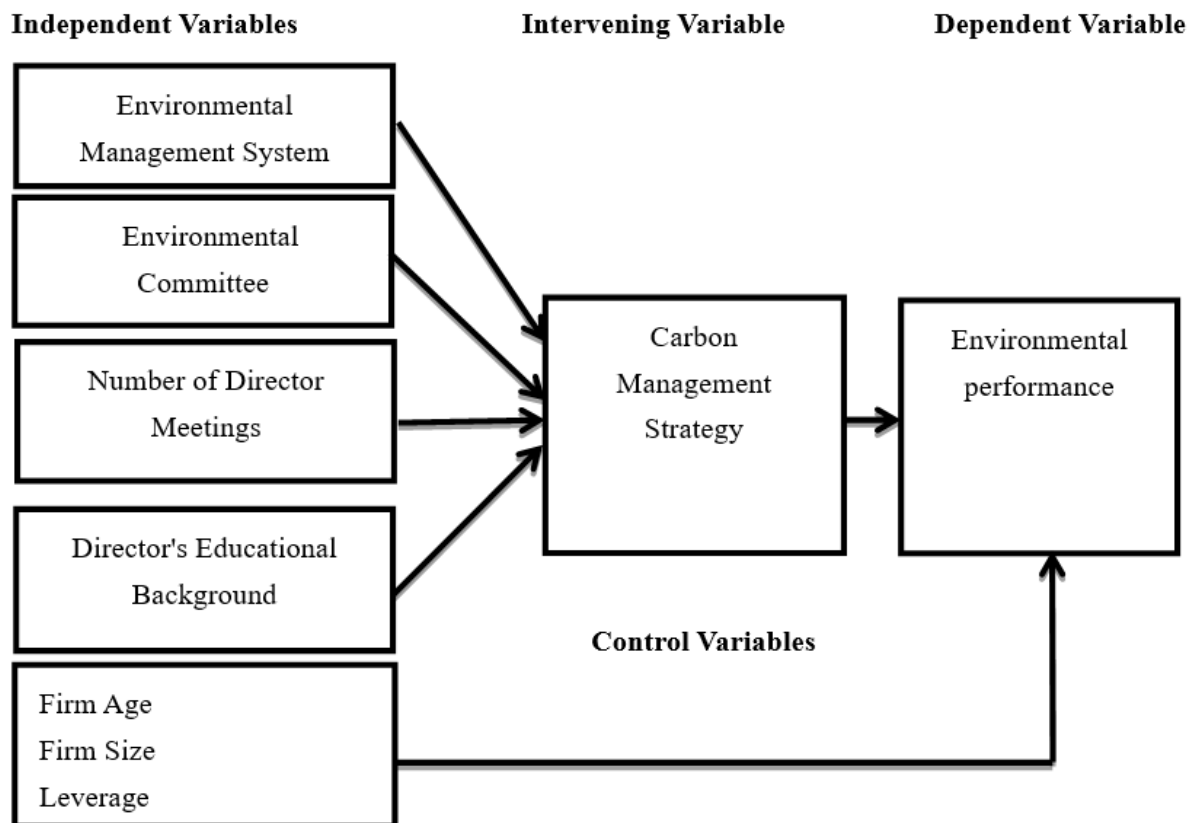 Independent Variables
Intervening Variable
Dependent Variable
Environmental
Management System
Environmental
Committee
Number of Director
Meetings
Director's Educational
Background
Firm Age
Firm Size
Leverage
Carbon
Management
Strategy
Environmental
performance
Control Variables